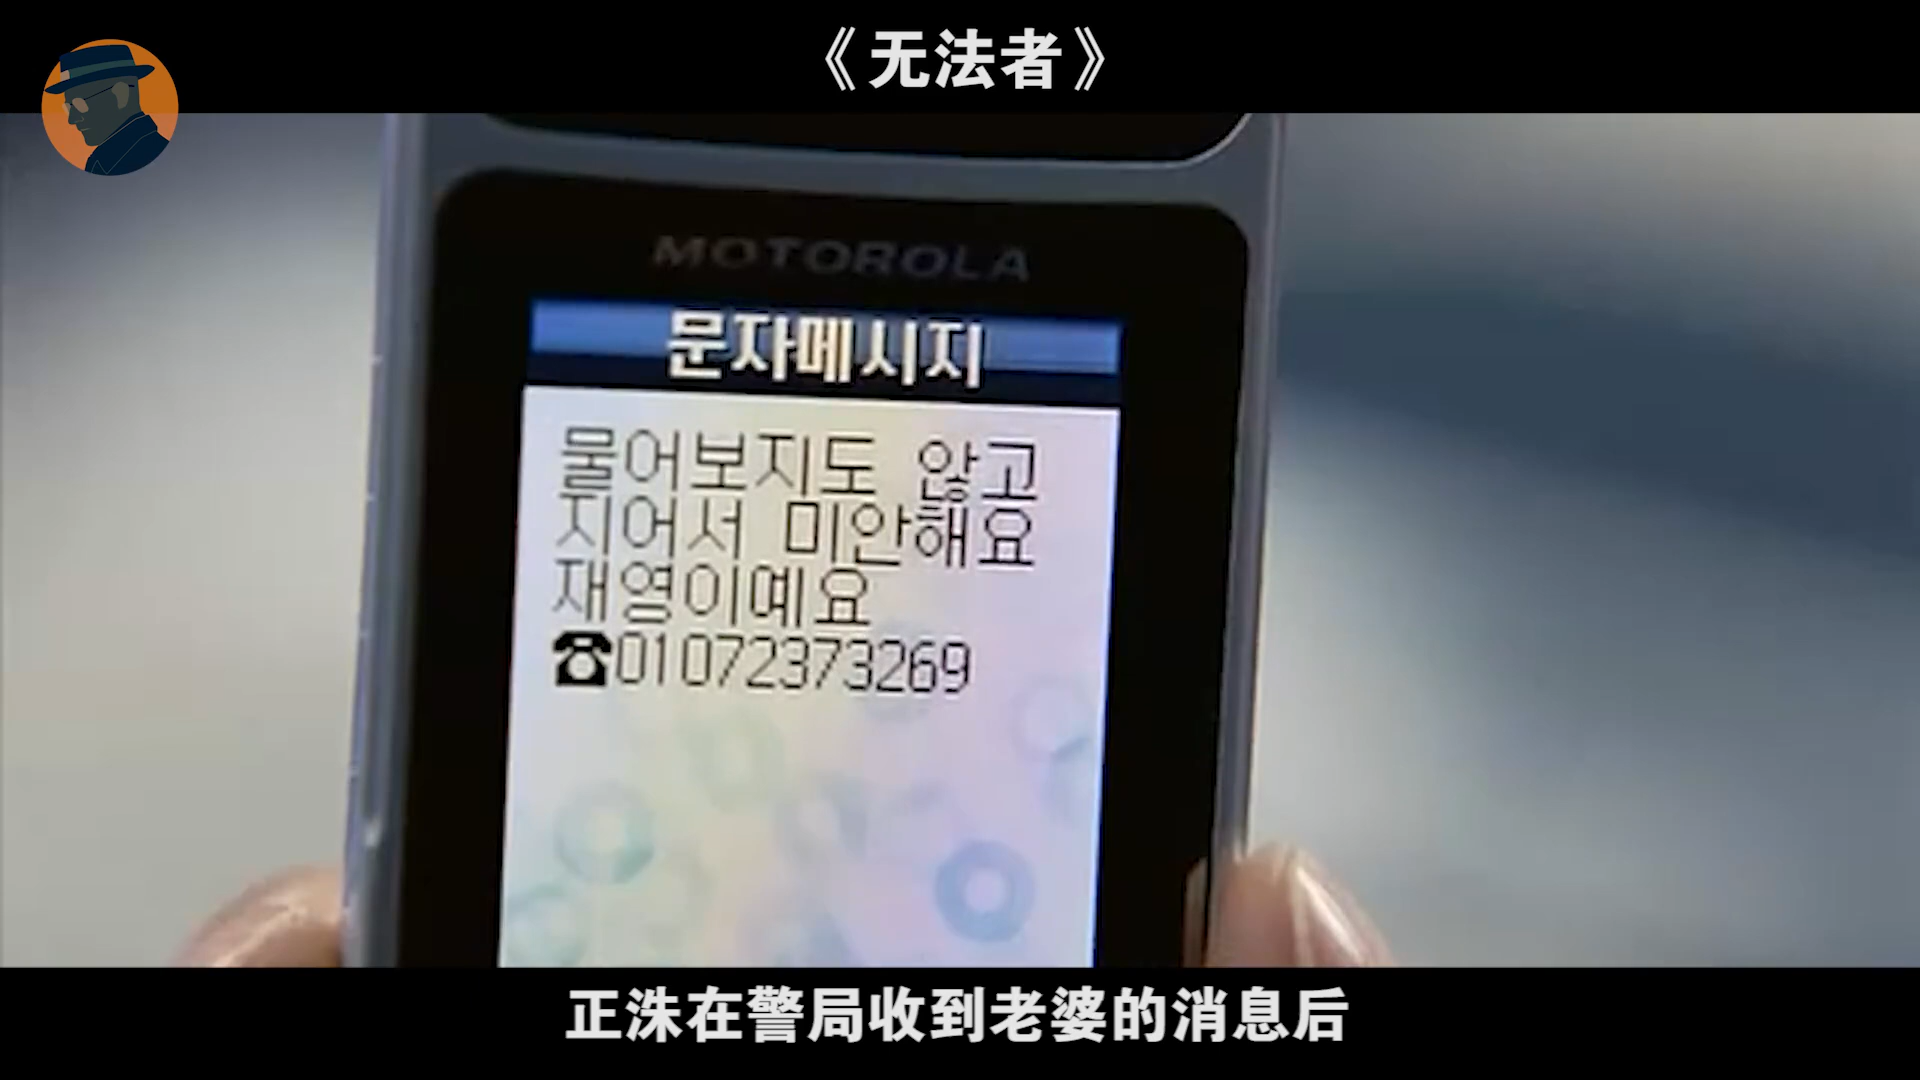 《无法者》
MOTOROLA
문자메시지
물어보지도 않고
지어서 미안해요
재영이예요
☎01072373269
正洙在警局收到老婆的消息后